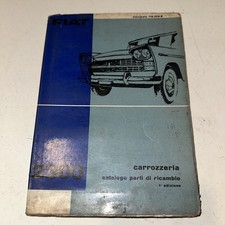 FIAT
carrozzeria
catalogo parti di ricambio
1ª edizione